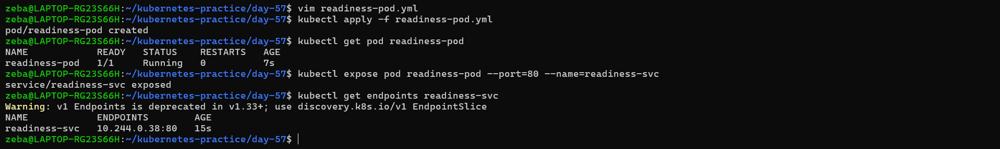 zeba@LAPTOP-RG23S66H:~/kubernetes-practice/day-57$ vim readiness-pod.yml
zeba@LAPTOP-RG23S66H:~/kubernetes-practice/day-57$ kubectl apply -f readiness-pod.yml
pod/readiness-pod created
zeba@LAPTOP-RG23S66H:~/kubernetes-practice/day-57$ kubectl get pod readiness-pod
NAME            READY   STATUS    RESTARTS   AGE
readiness-pod   1/1     Running   0          7s
zeba@LAPTOP-RG23S66H:~/kubernetes-practice/day-57$ kubectl expose pod readiness-pod --port=80 --name=readiness-svc
service/readiness-svc exposed
zeba@LAPTOP-RG23S66H:~/kubernetes-practice/day-57$ kubectl get endpoints readiness-svc
Warning: v1 Endpoints is deprecated in v1.33+; use discovery.k8s.io/v1 EndpointSlice
NAME            ENDPOINTS        AGE
readiness-svc   10.244.0.38:80   15s
zeba@LAPTOP-RG23S66H:~/kubernetes-practice/day-57$